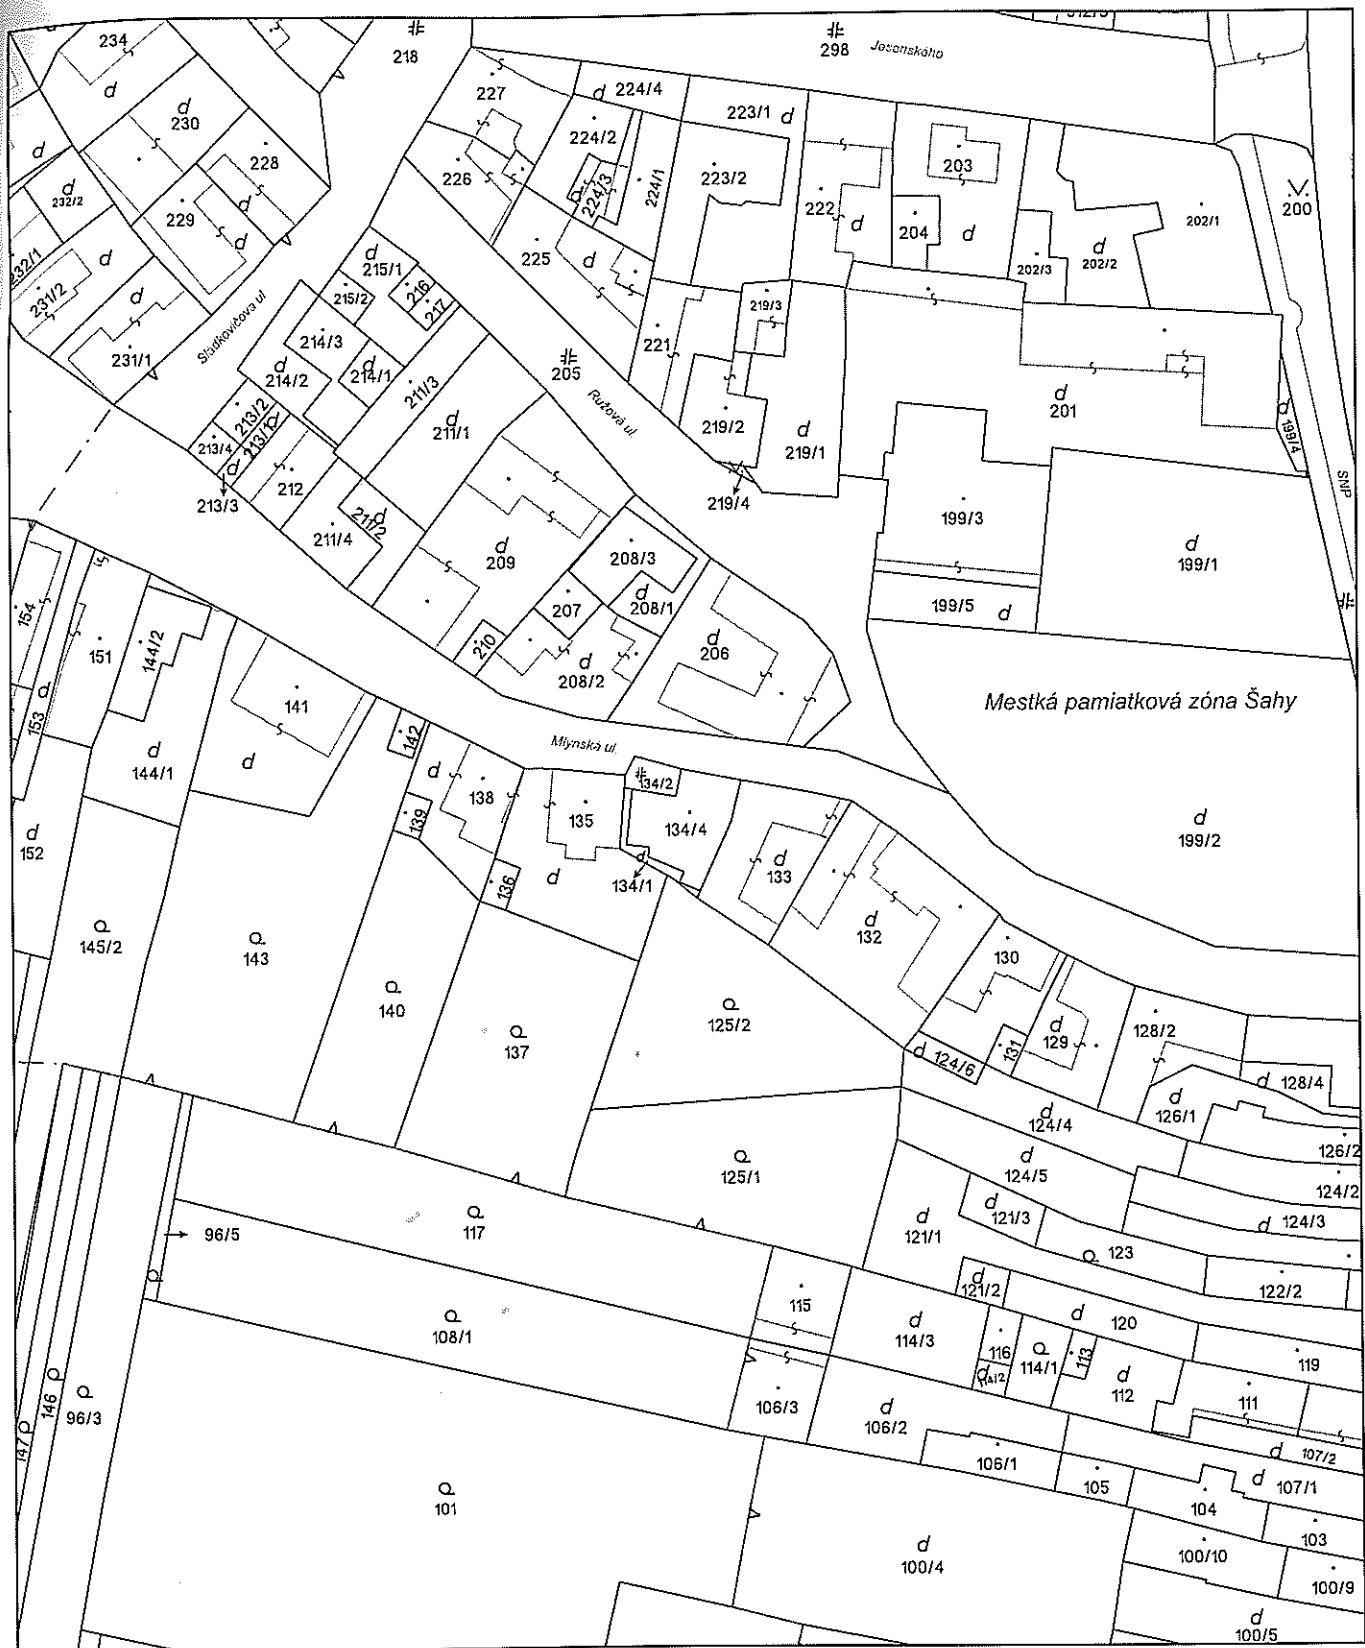 234
218
298
Jesenského
312/3
d
227
d 224/4
223/1 d
d
d
230
224/2
203
d
228
226
224/3
224/1
223/2
222
200
d
232/2
229
d
d
204
d
202/1
232/1
d
d
d
215/1
225
d
202/3
d
202/2
231/2
d
215/2
216
217
219/3
231/1
Sládkovičova ul.
214/3
d
214/2
d
214/1
211/3
205
Ružová ul.
221
d
201
d
199/4
213/2
213/1
d
213/4
d
213/3
212
d
211/1
219/2
d
219/1
219/4
SNP
d
211/2
211/4
d
209
208/3
199/3
d
199/1
154
207
d
208/1
199/5 d
151
144/2
210
d
206
d
153
141
d
208/2
Mestká pamiatková zóna Šahy
d
144/1
d
142
Mlynská ul.
d
138
134/2
139
135
134/4
d
199/2
d
152
136
d
d
134/1
d
133
d
132
145/2
143
130
140
125/2
137
d
129
128/2
131
d 124/6
d 128/4
d
126/1
d
124/4
126/2
d
124/5
125/1
124/2
d
121/3
d 124/3
d
121/1
96/5
117
123
d
121/2
122/2
115
d 120
108/1
d
114/3
116
114/1
113
119
d
114/2
d
112
146
96/3
147
106/3
d
106/2
111
d 107/2
106/1
105
d 107/1
101
104
103
d
100/4
100/10
100/9
d
100/5